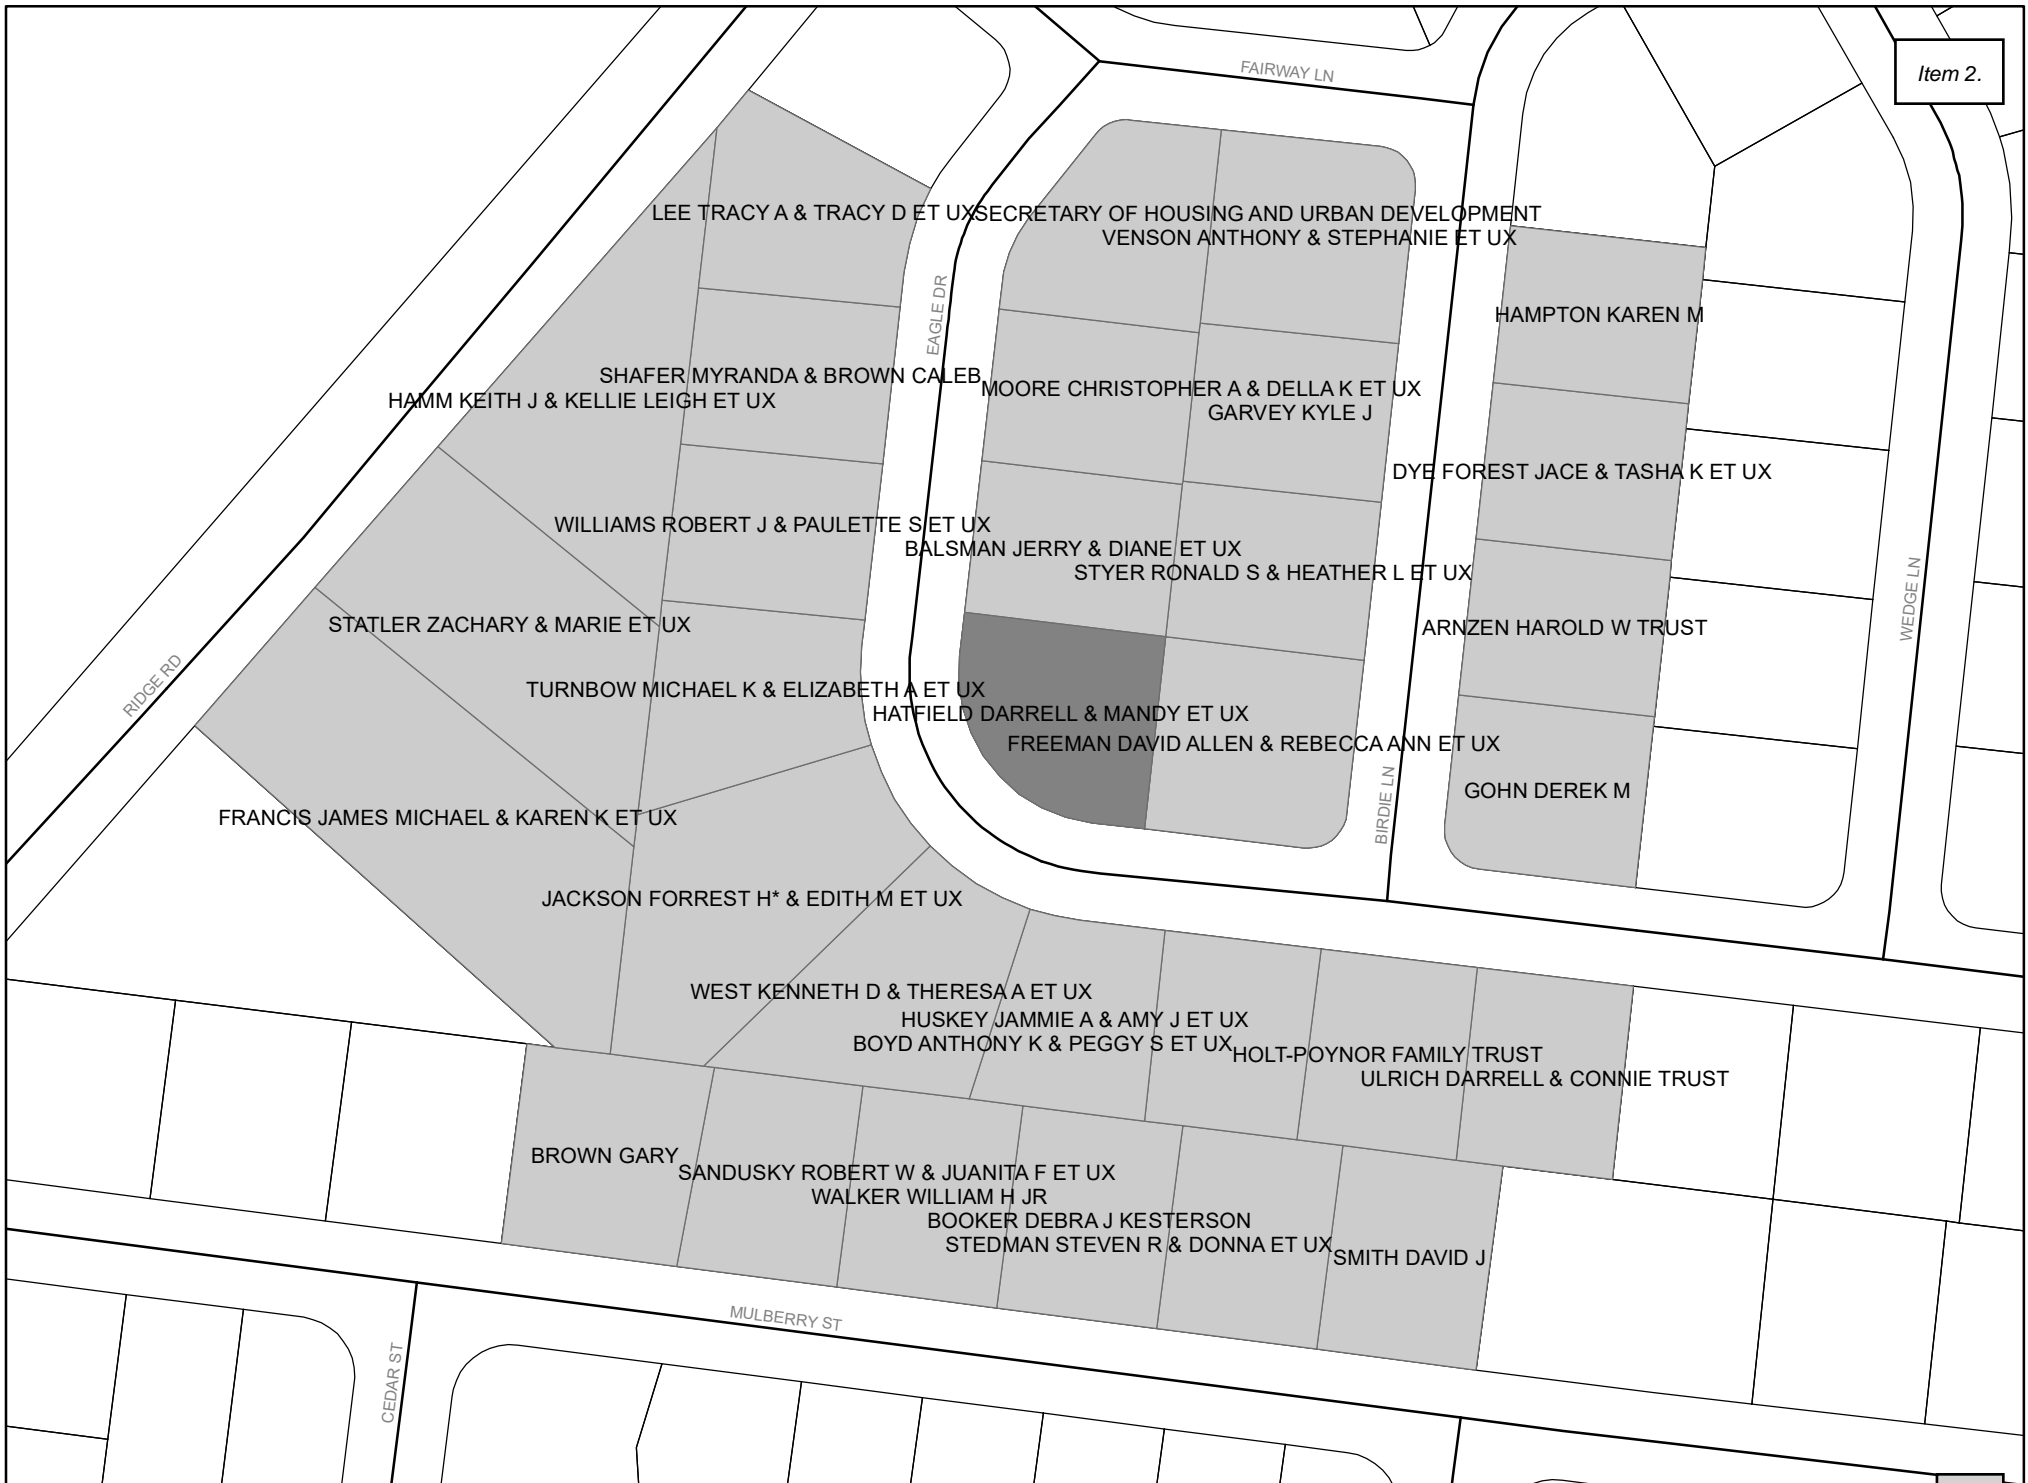 Item 2.
FAIRWAY LN
LEE TRACY A & TRACY D ET UX
SECRETARY OF HOUSING AND URBAN DEVELOPMENT
VENSON ANTHONY & STEPHANIE ET UX
EAGLE DR
HAMPTON KAREN M
SHAFER MYRANDA & BROWN CALEB
HAMM KEITH J & KELLIE LEIGH ET UX
MOORE CHRISTOPHER A & DELLA K ET UX
GARVEY KYLE J
DYE FOREST JACE & TASHA K ET UX
WILLIAMS ROBERT J & PAULETTE S ET UX
BALSMAN JERRY & DIANE ET UX
STYER RONALD S & HEATHER L ET UX
WEDGE LN
STATLER ZACHARY & MARIE ET UX
ARNZEN HAROLD W TRUST
RIDGE RD
TURNBOW MICHAEL K & ELIZABETH A ET UX
HATFIELD DARRELL & MANDY ET UX
FREEMAN DAVID ALLEN & REBECCA ANN ET UX
BIRDIE LN
GOHN DEREK M
FRANCIS JAMES MICHAEL & KAREN K ET UX
JACKSON FORREST H* & EDITH M ET UX
WEST KENNETH D & THERESA A ET UX
HUSKEY JAMMIE A & AMY J ET UX
BOYD ANTHONY K & PEGGY S ET UX
HOLT-POYNOR FAMILY TRUST
ULRICH DARRELL & CONNIE TRUST
BROWN GARY
SANDUSKY ROBERT W & JUANITA F ET UX
WALKER WILLIAM H JR
BOOKER DEBRA J KESTERSON
STEDMAN STEVEN R & DONNA ET UX
SMITH DAVID J
MULBERRY ST
CEDAR ST